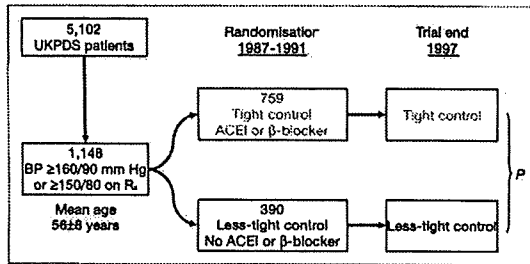 5,102
UKPDS patients
Randomisation
1987-1991
Trial end
1997
759
Tight control
ACEI or β-blocker
Tight control
1,148
BP ≥160/90 mm Hg
or ≥150/80 on Rx
Mean age
56±8 years
390
Less-tight control
No ACEI or β-blocker
Less-tight control
P